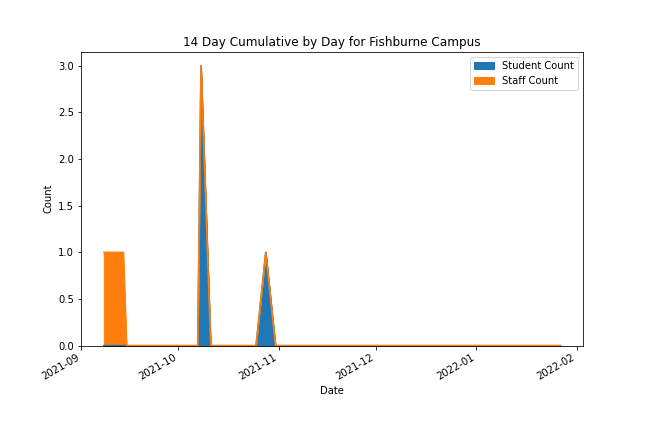 14 Day Cumulative by Day for Fishburne Campus
Student Count
Staff Count
Count
3.0
2.5
2.0
1.5
1.0
0.5
0.0
2021-09
2021-10
2021-11
2021-12
2022-01
2022-02
Date